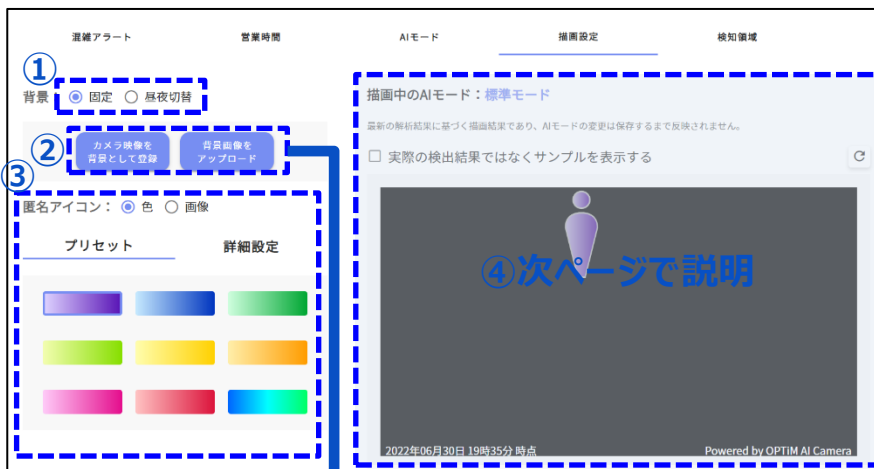 混雑アラート 営業時間 AIモード 描画設定 検知領域
①
背景： 固定 昼夜切替
②
カメラ映像を
背景として登録
背景画像を
アップロード
③
匿名アイコン： 色 画像
プリセット 詳細設定
描画中のAIモード：標準モード
最新の解析結果に基づく描画結果であり、AIモードの変更は保存するまで反映されません。
実際の検出結果ではなくサンプルを表示する
④次ページで説明
2022年06月30日 19時35分 時点 Powered by OPTiM AI Camera